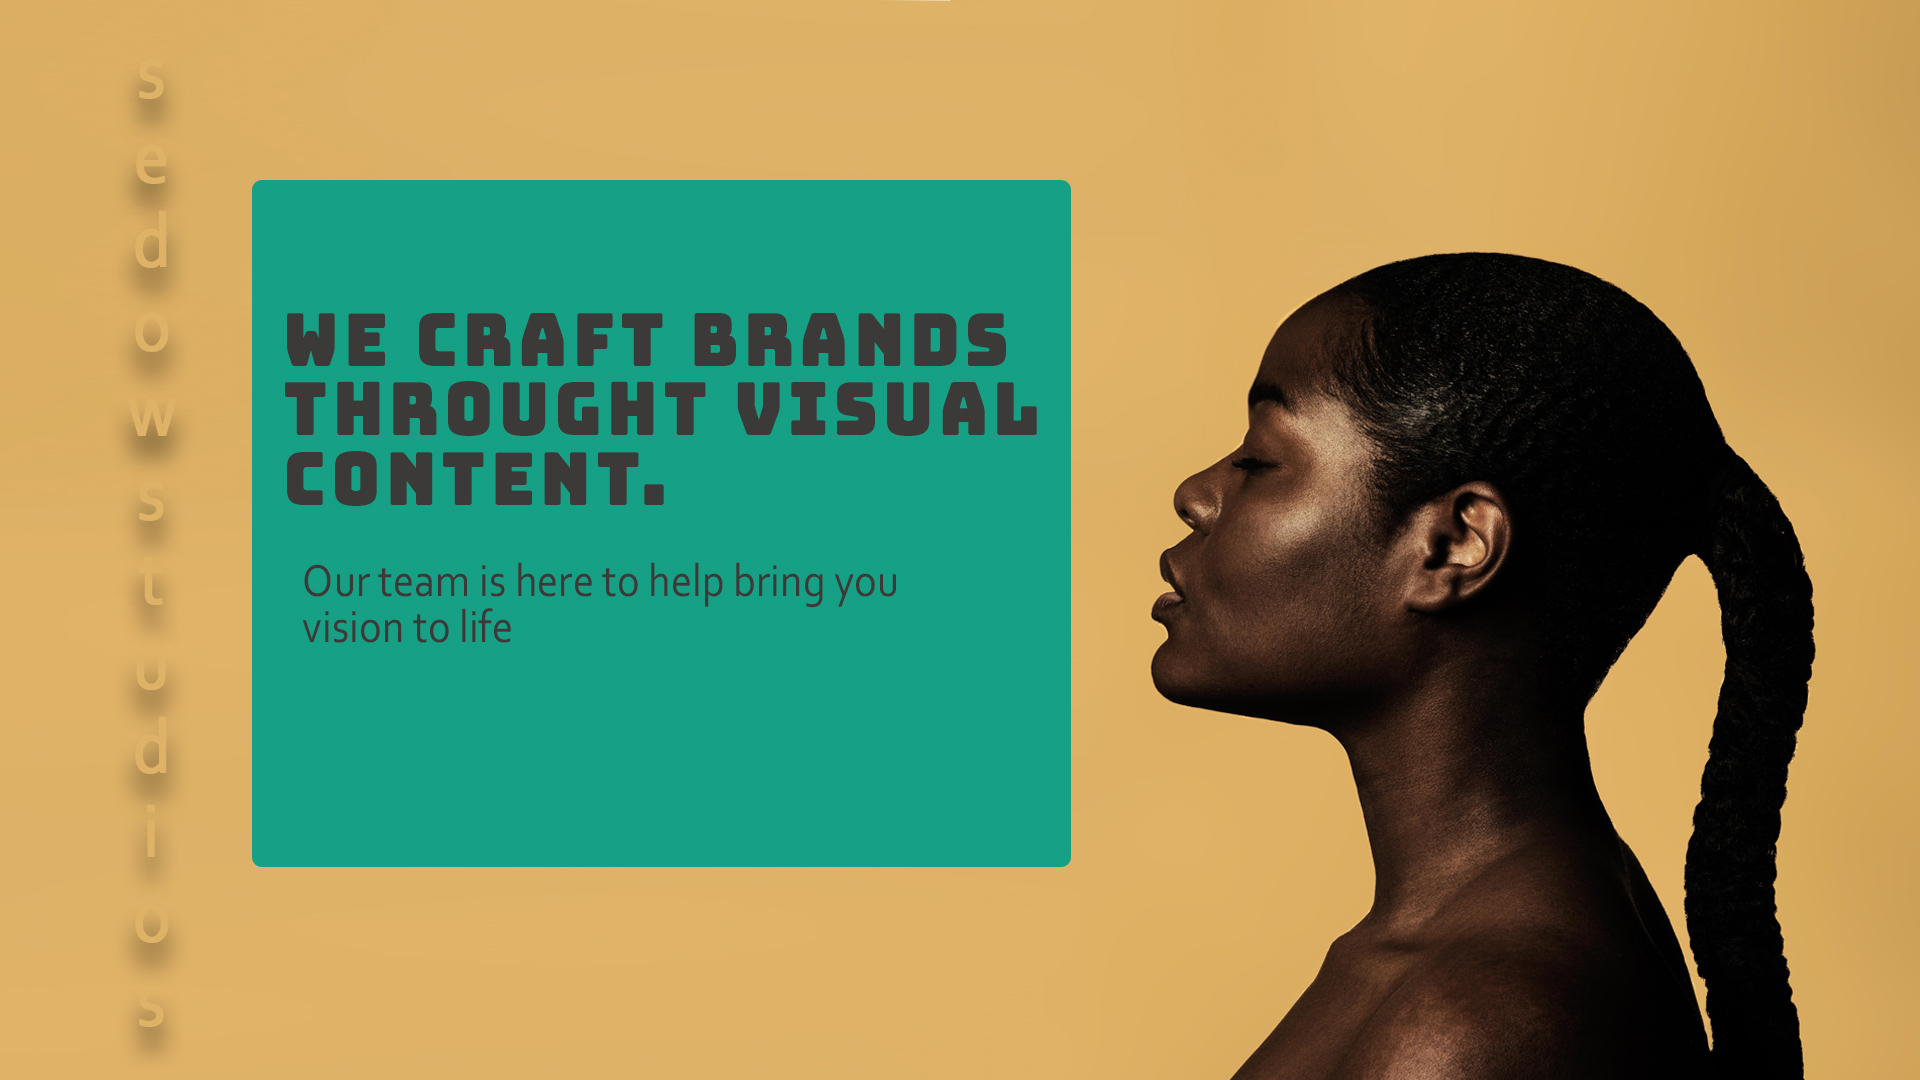 sedowstudios
WE CRAFT BRANDS
THROUGHT VISUAL
CONTENT.
Our team is here to help bring you
vision to life